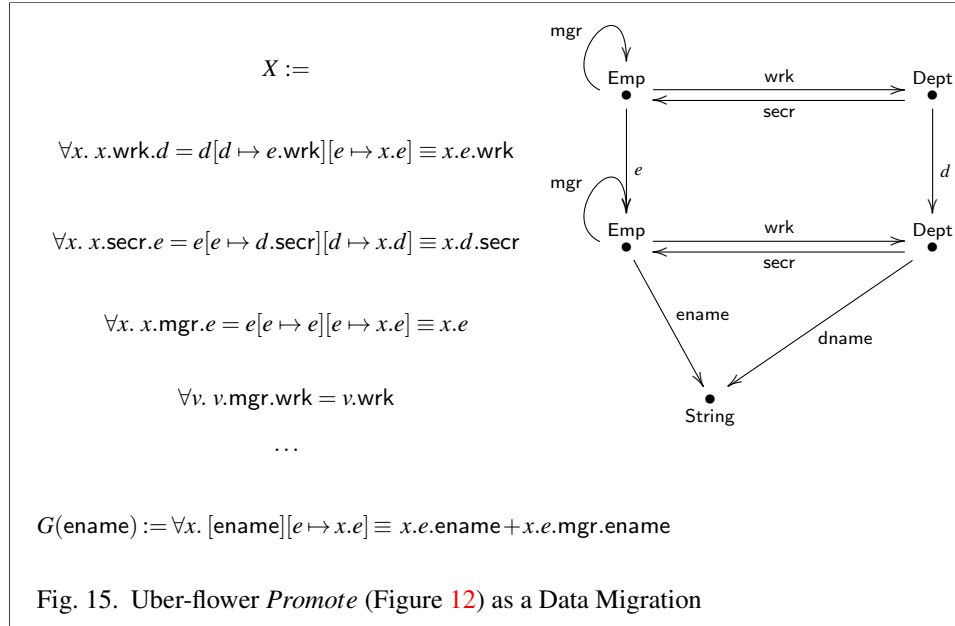 X :=
∀x. x.wrk.d = d[d ↦ e.wrk][e ↦ x.e] ≡ x.e.wrk
∀x. x.secr.e = e[e ↦ d.secr][d ↦ x.d] ≡ x.d.secr
∀x. x.mgr.e = e[e ↦ e][e ↦ x.e] ≡ x.e
∀v. v.mgr.wrk = v.wrk
...
mgr
Emp
wrk
Dept
secr
e
d
mgr
Emp
wrk
Dept
secr
ename
dname
String
G(ename) := ∀x. [ename][e ↦ x.e] ≡ x.e.ename+x.e.mgr.ename
Fig. 15. Uber-flower Promote (Figure 12) as a Data Migration